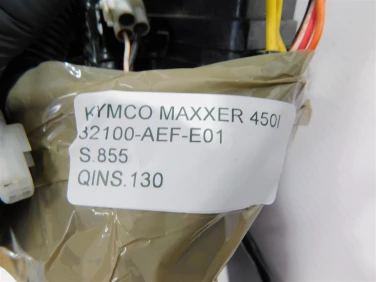 KYMCO MAXXER 450I
32100-AEF-E01
S.855
QINS.130